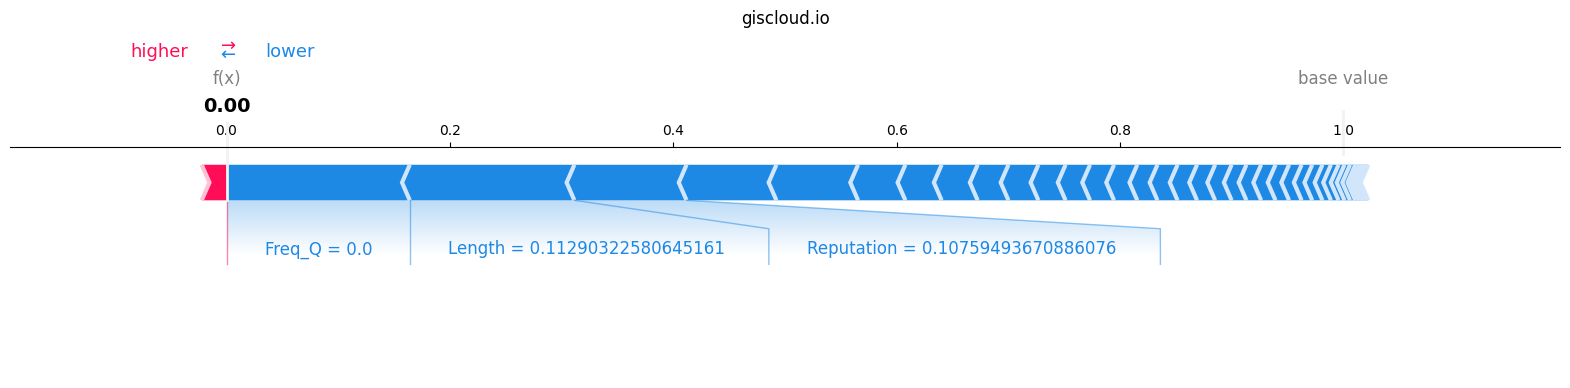 giscloud.io
higher ⇄ lower
f(x)
base value
0.00
0.0 0.2 0.4 0.6 0.8 1.0
Freq_Q = 0.0 Length = 0.11290322580645161 Reputation = 0.10759493670886076